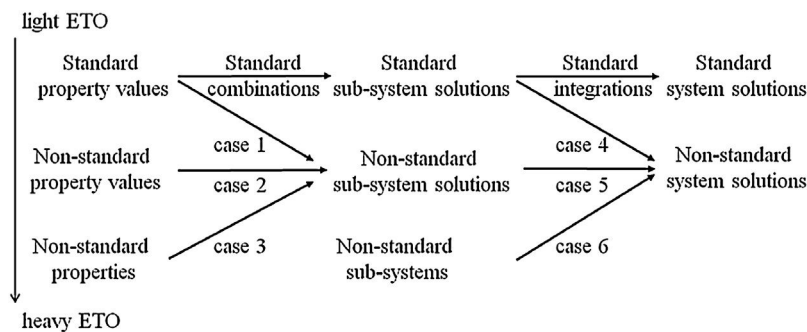 light ETO
Standard
property values
Standard
combinations
Standard
sub-system solutions
Standard
integrations
Standard
system solutions
case 1
case 4
Non-standard
property values
case 2
Non-standard
sub-system solutions
case 5
Non-standard
system solutions
Non-standard
properties
case 3
Non-standard
sub-systems
case 6
heavy ETO